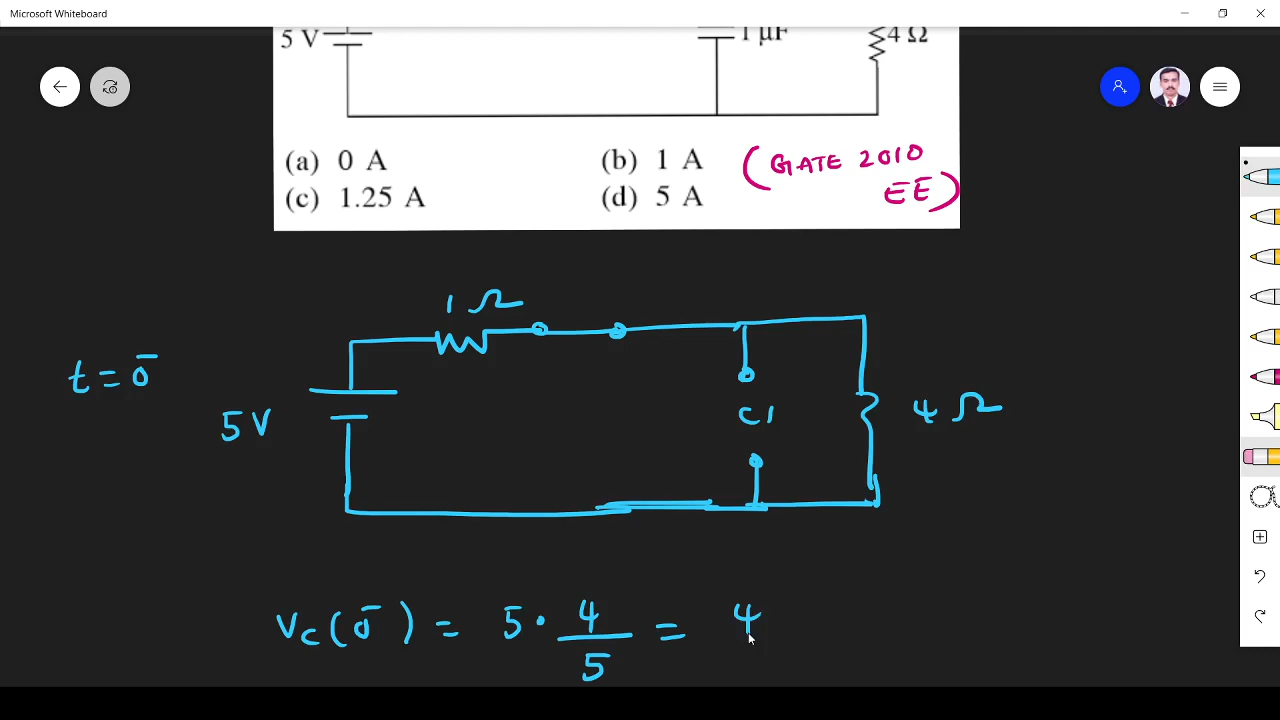 Microsoft Whiteboard
5 V
1 μF
4 Ω
(a) 0 A
(b) 1 A
(c) 1.25 A
(d) 5 A
(GATE 2010
EE)
1 Ω
t = 0⁻
5 V
C1
4 Ω
Vc(0⁻) = 5 · 4/5 = 4